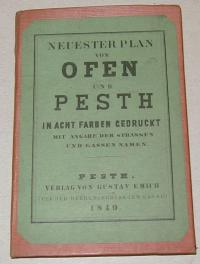 NEUESTER PLAN
VON
OFEN
UND
PESTH
IN ACHT FARBEN GEDRUCKT
MIT ANGABE DER STRASSEN
UND GASSEN NAMEN
PESTH.
VERLAG VON GUSTAV EMICH
1849.